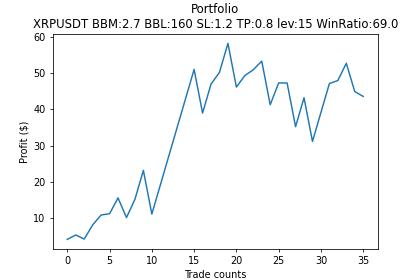 Portfolio
XRPUSDT BBM:2.7 BBL:160 SL:1.2 TP:0.8 lev:15 WinRatio:69.0
60
50
40
30
20
10
Profit ($)
0 5 10 15 20 25 30 35
Trade counts